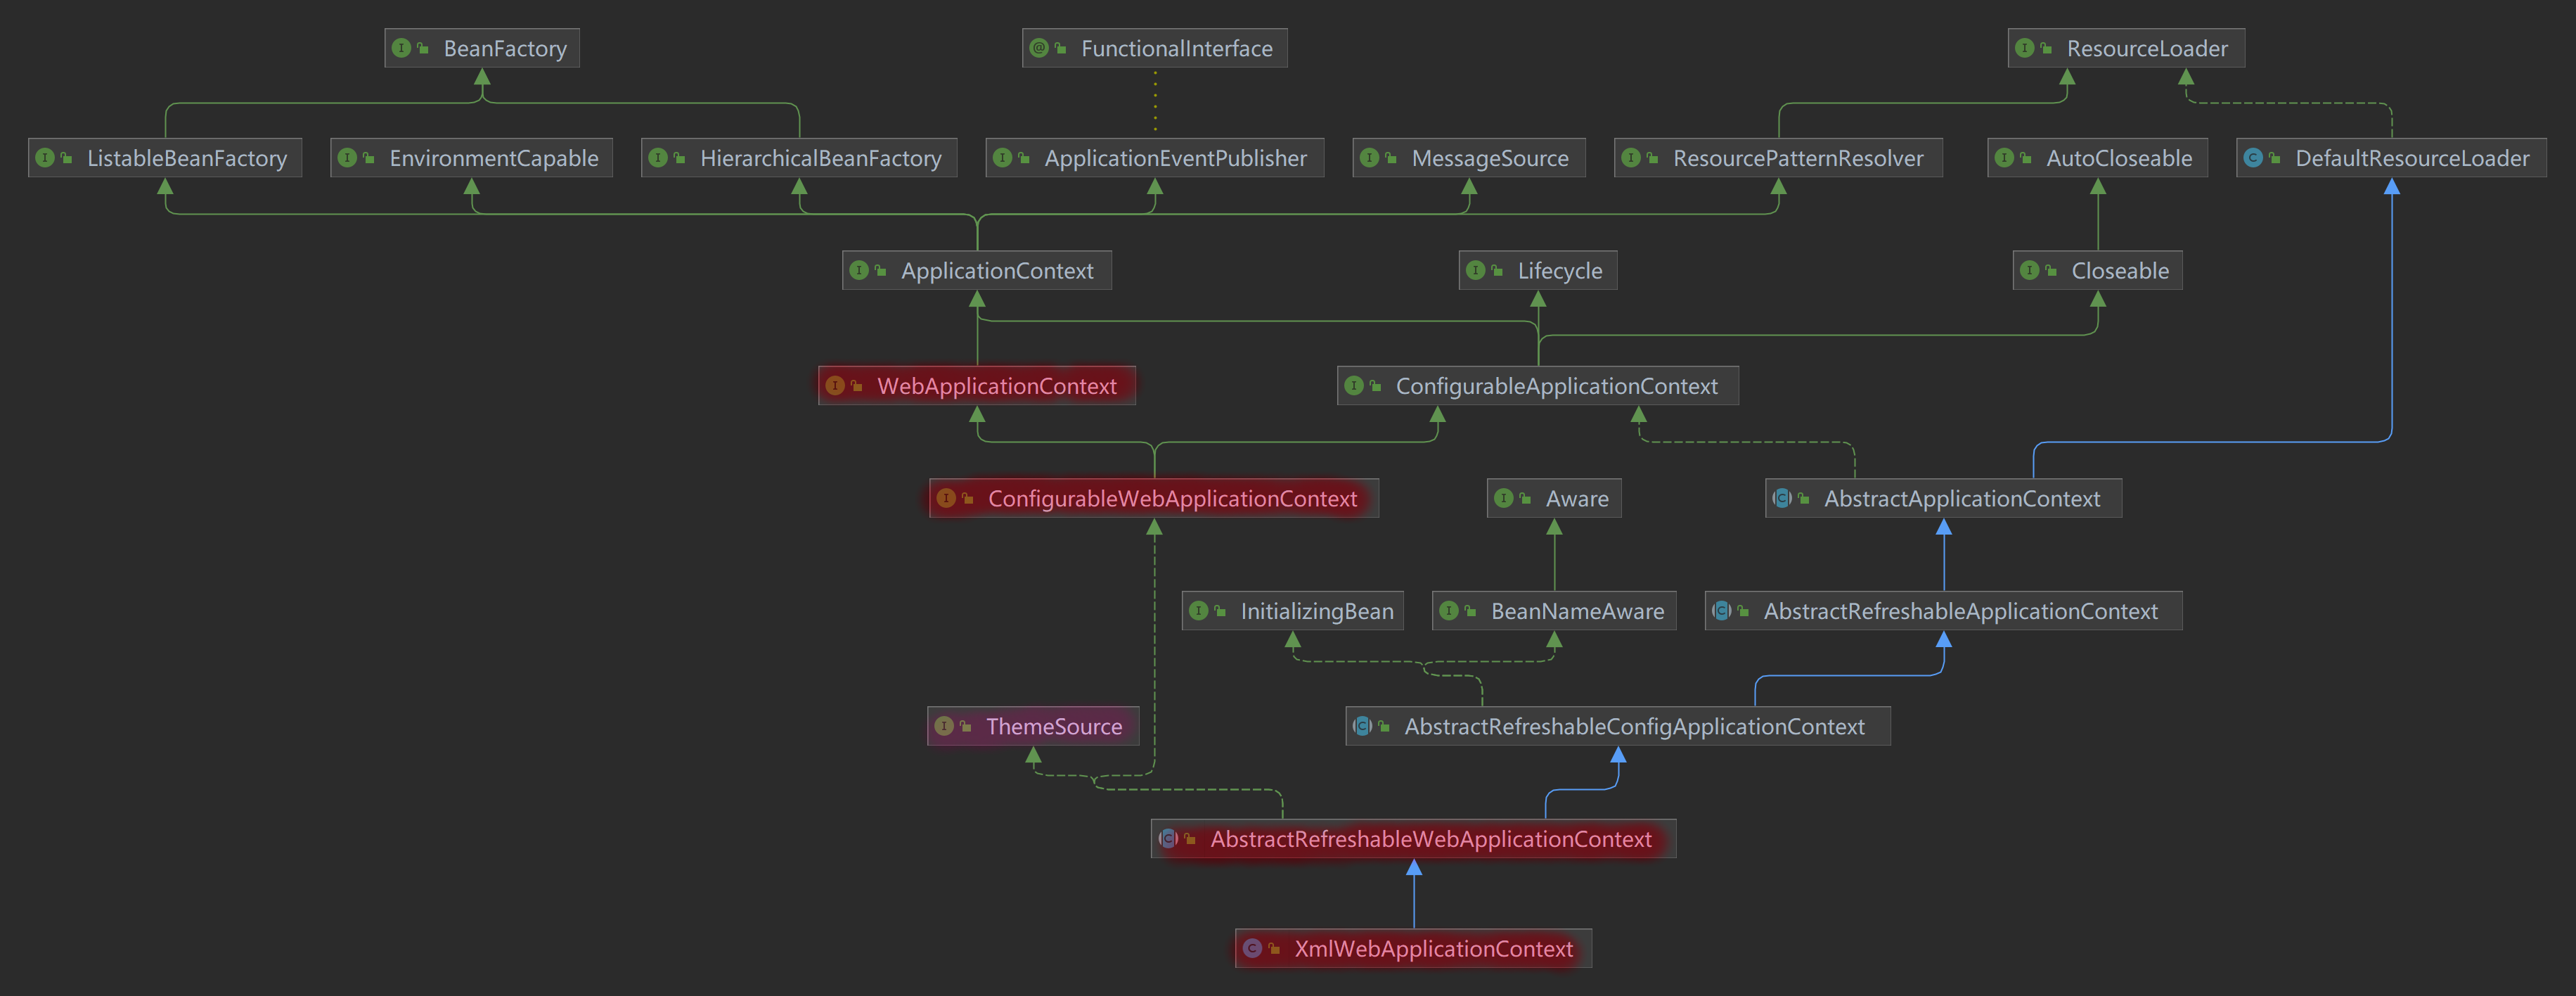 BeanFactory
FunctionalInterface
ResourceLoader
ListableBeanFactory
EnvironmentCapable
HierarchicalBeanFactory
ApplicationEventPublisher
MessageSource
ResourcePatternResolver
AutoCloseable
DefaultResourceLoader
ApplicationContext
Lifecycle
Closeable
WebApplicationContext
ConfigurableApplicationContext
ConfigurableWebApplicationContext
Aware
AbstractApplicationContext
InitializingBean
BeanNameAware
AbstractRefreshableApplicationContext
ThemeSource
AbstractRefreshableConfigApplicationContext
AbstractRefreshableWebApplicationContext
XmlWebApplicationContext